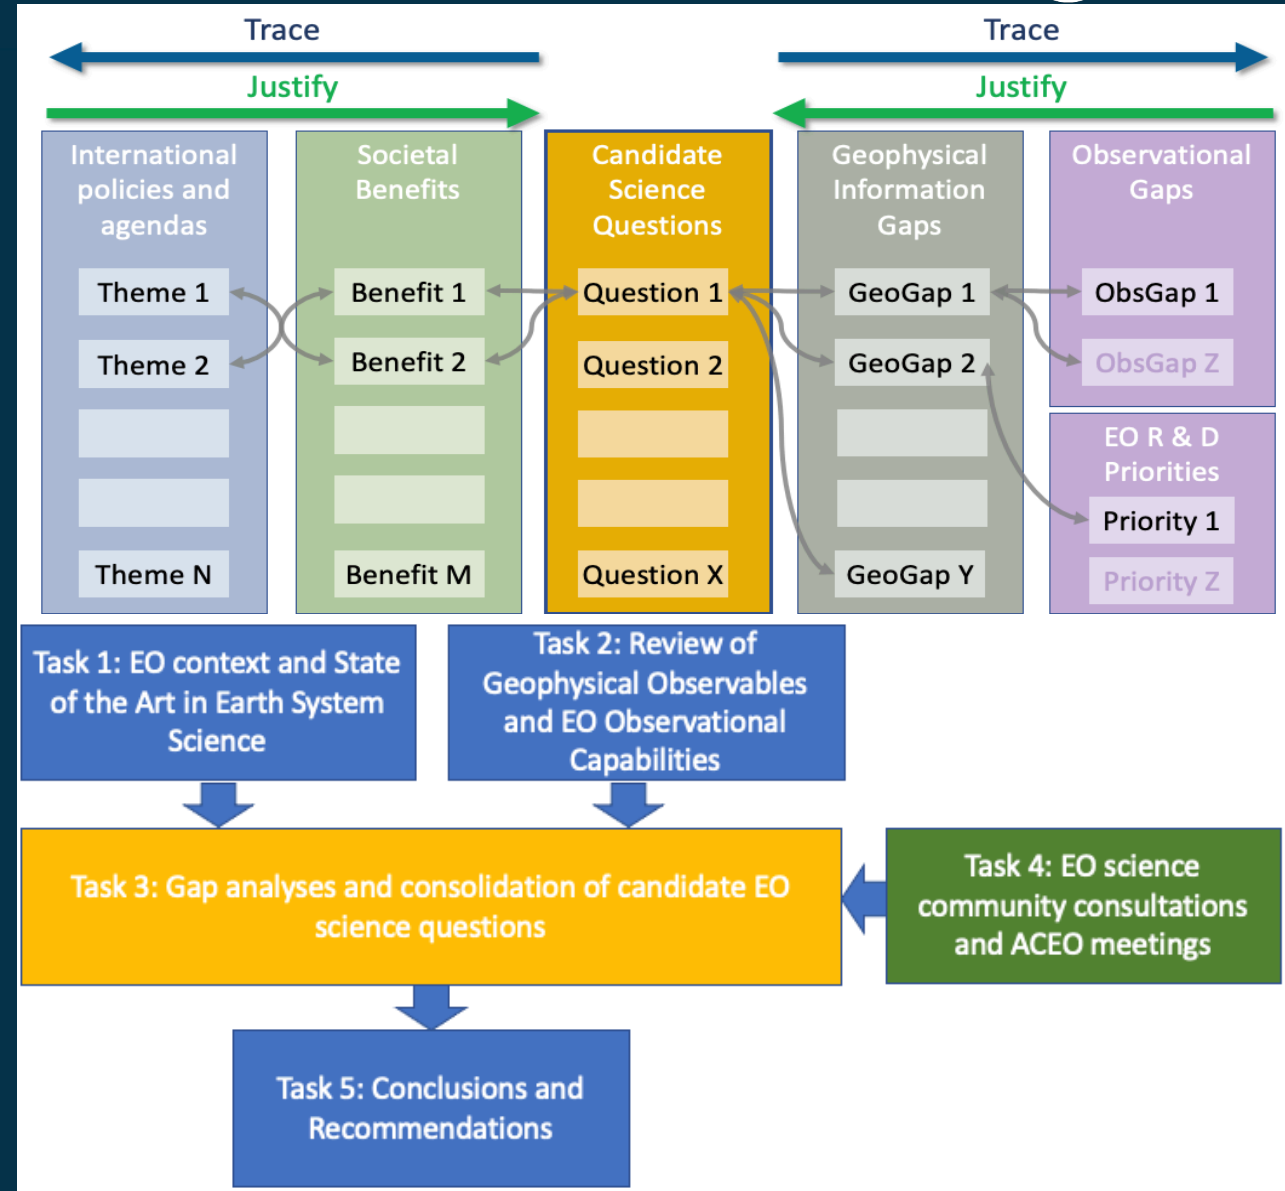 Trace
Trace
Justify
Justify
International
policies and
agendas
Theme 1
Theme 2
Theme N
Societal
Benefits
Benefit 1
Benefit 2
Benefit M
Candidate
Science
Questions
Question 1
Question 2
Question X
Geophysical
Information
Gaps
GeoGap 1
GeoGap 2
GeoGap Y
Observational
Gaps
ObsGap 1
ObsGap Z
EO R & D
Priorities
Priority 1
Priority Z
Task 1: EO context and State
of the Art in Earth System
Science
Task 2: Review of
Geophysical Observables
and EO Observational
Capabilities
Task 3: Gap analyses and consolidation of candidate EO
science questions
Task 4: EO science
community consultations
and ACEO meetings
Task 5: Conclusions and
Recommendations